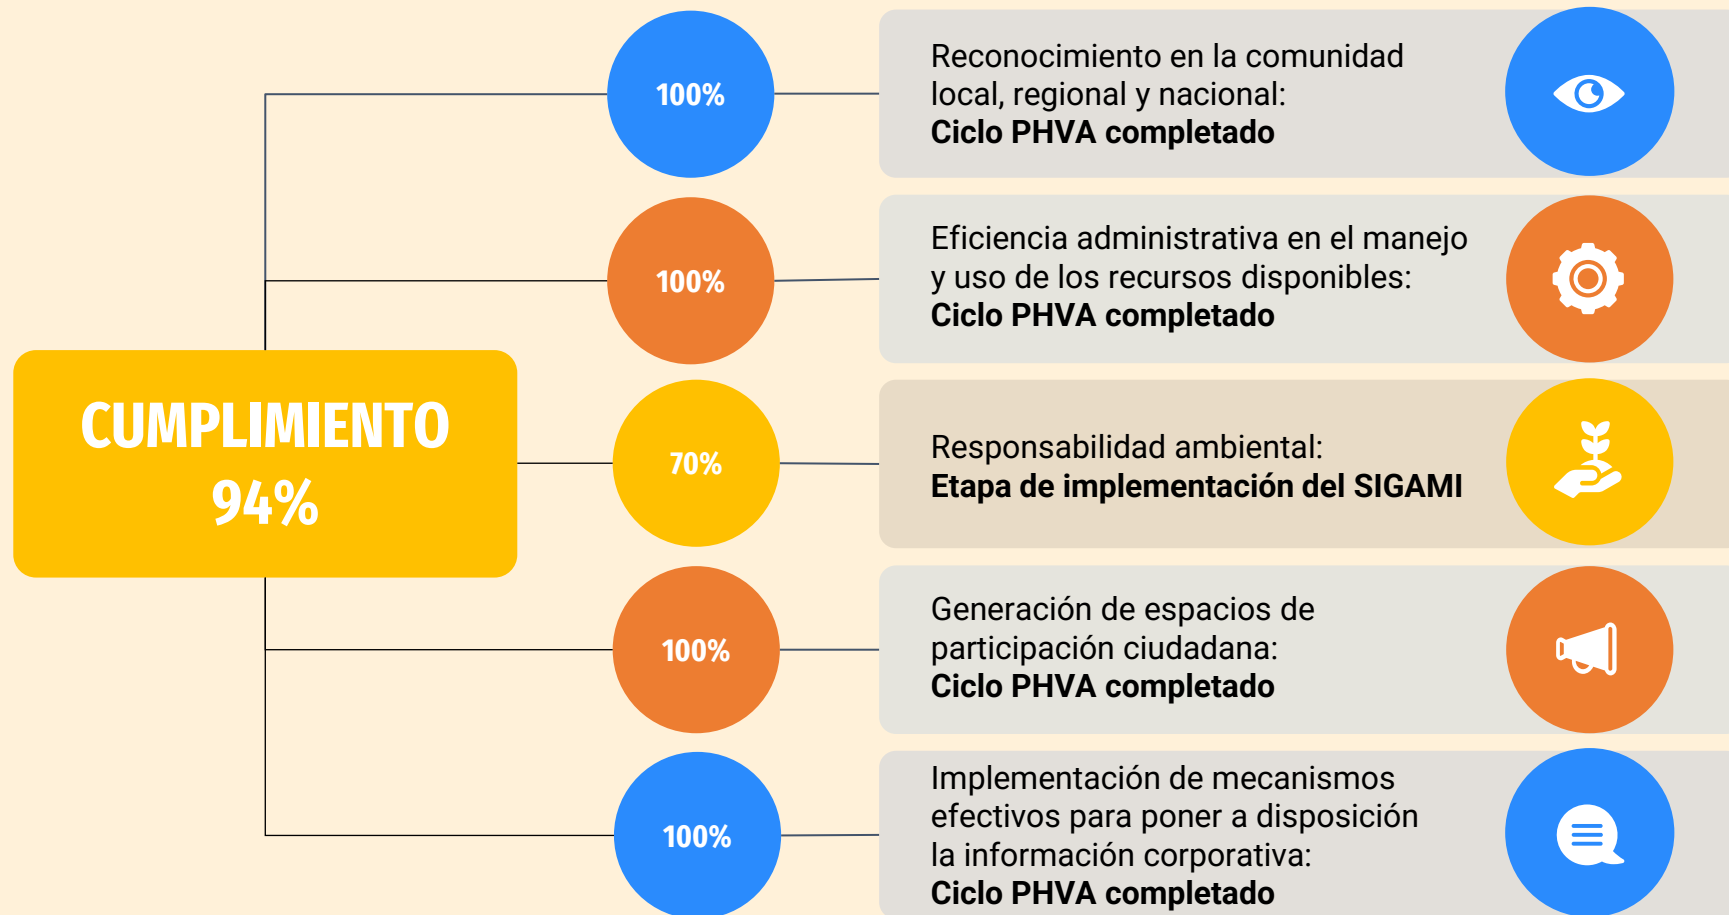 CUMPLIMIENTO
94%
100%
Reconocimiento en la comunidad
local, regional y nacional:
Ciclo PHVA completado
100%
Eficiencia administrativa en el manejo
y uso de los recursos disponibles:
Ciclo PHVA completado
70%
Responsabilidad ambiental:
Etapa de implementación del SIGAMI
100%
Generación de espacios de
participación ciudadana:
Ciclo PHVA completado
100%
Implementación de mecanismos
efectivos para poner a disposición
la información corporativa:
Ciclo PHVA completado